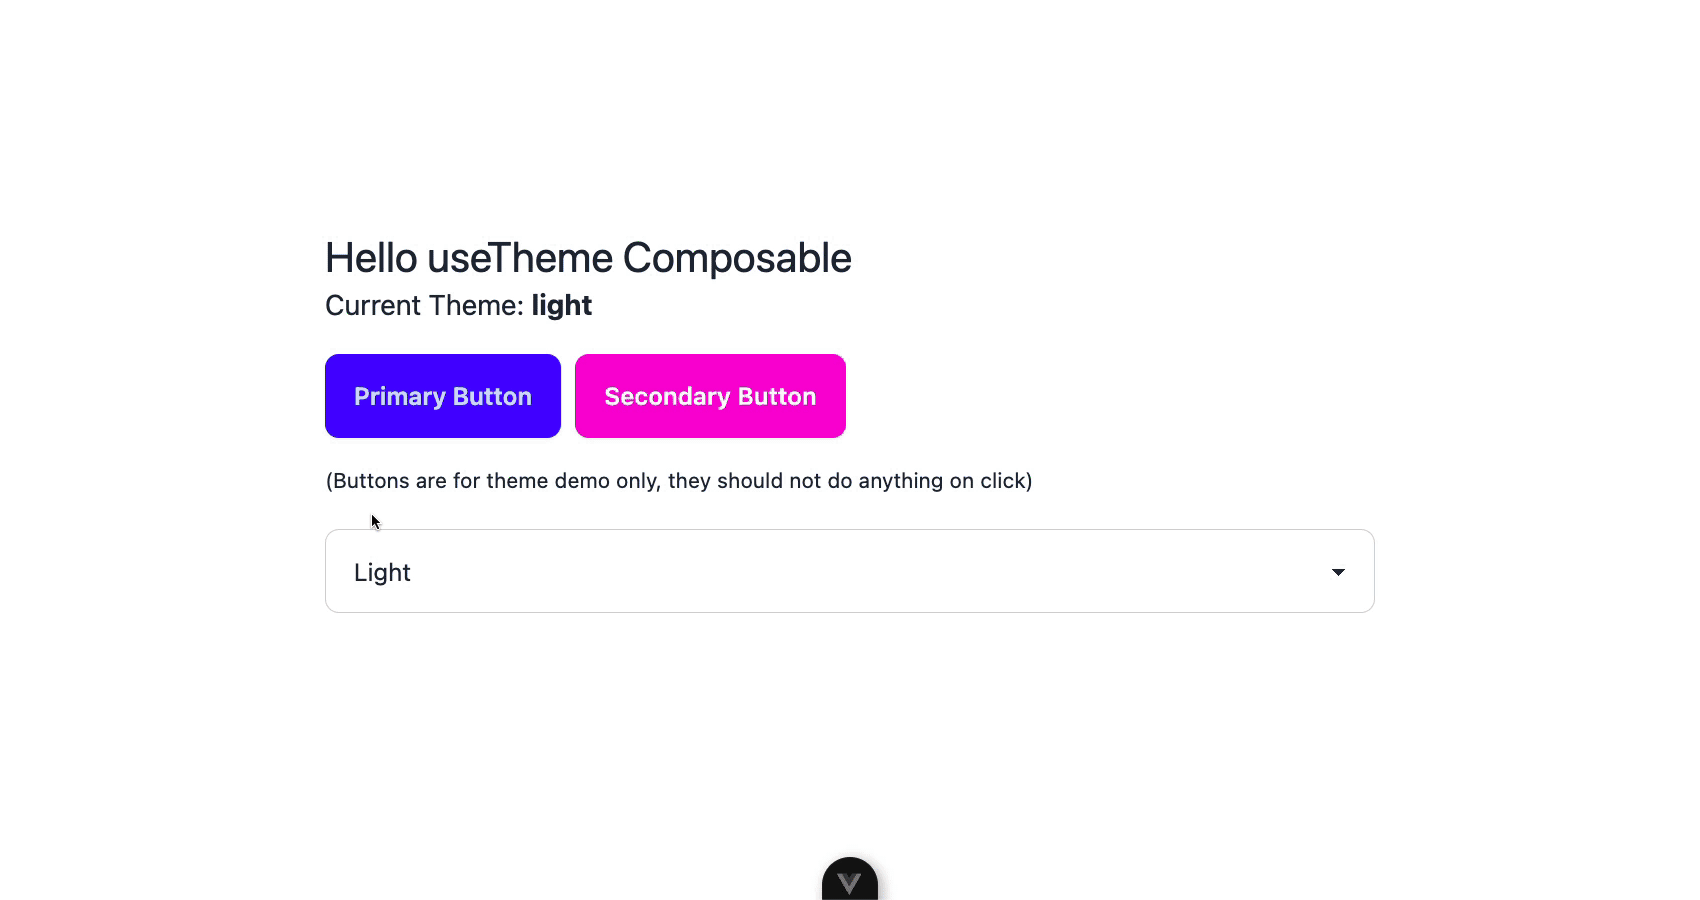 Hello useTheme Composable
Current Theme: light
Primary Button Secondary Button
(Buttons are for theme demo only, they should not do anything on click)
Light